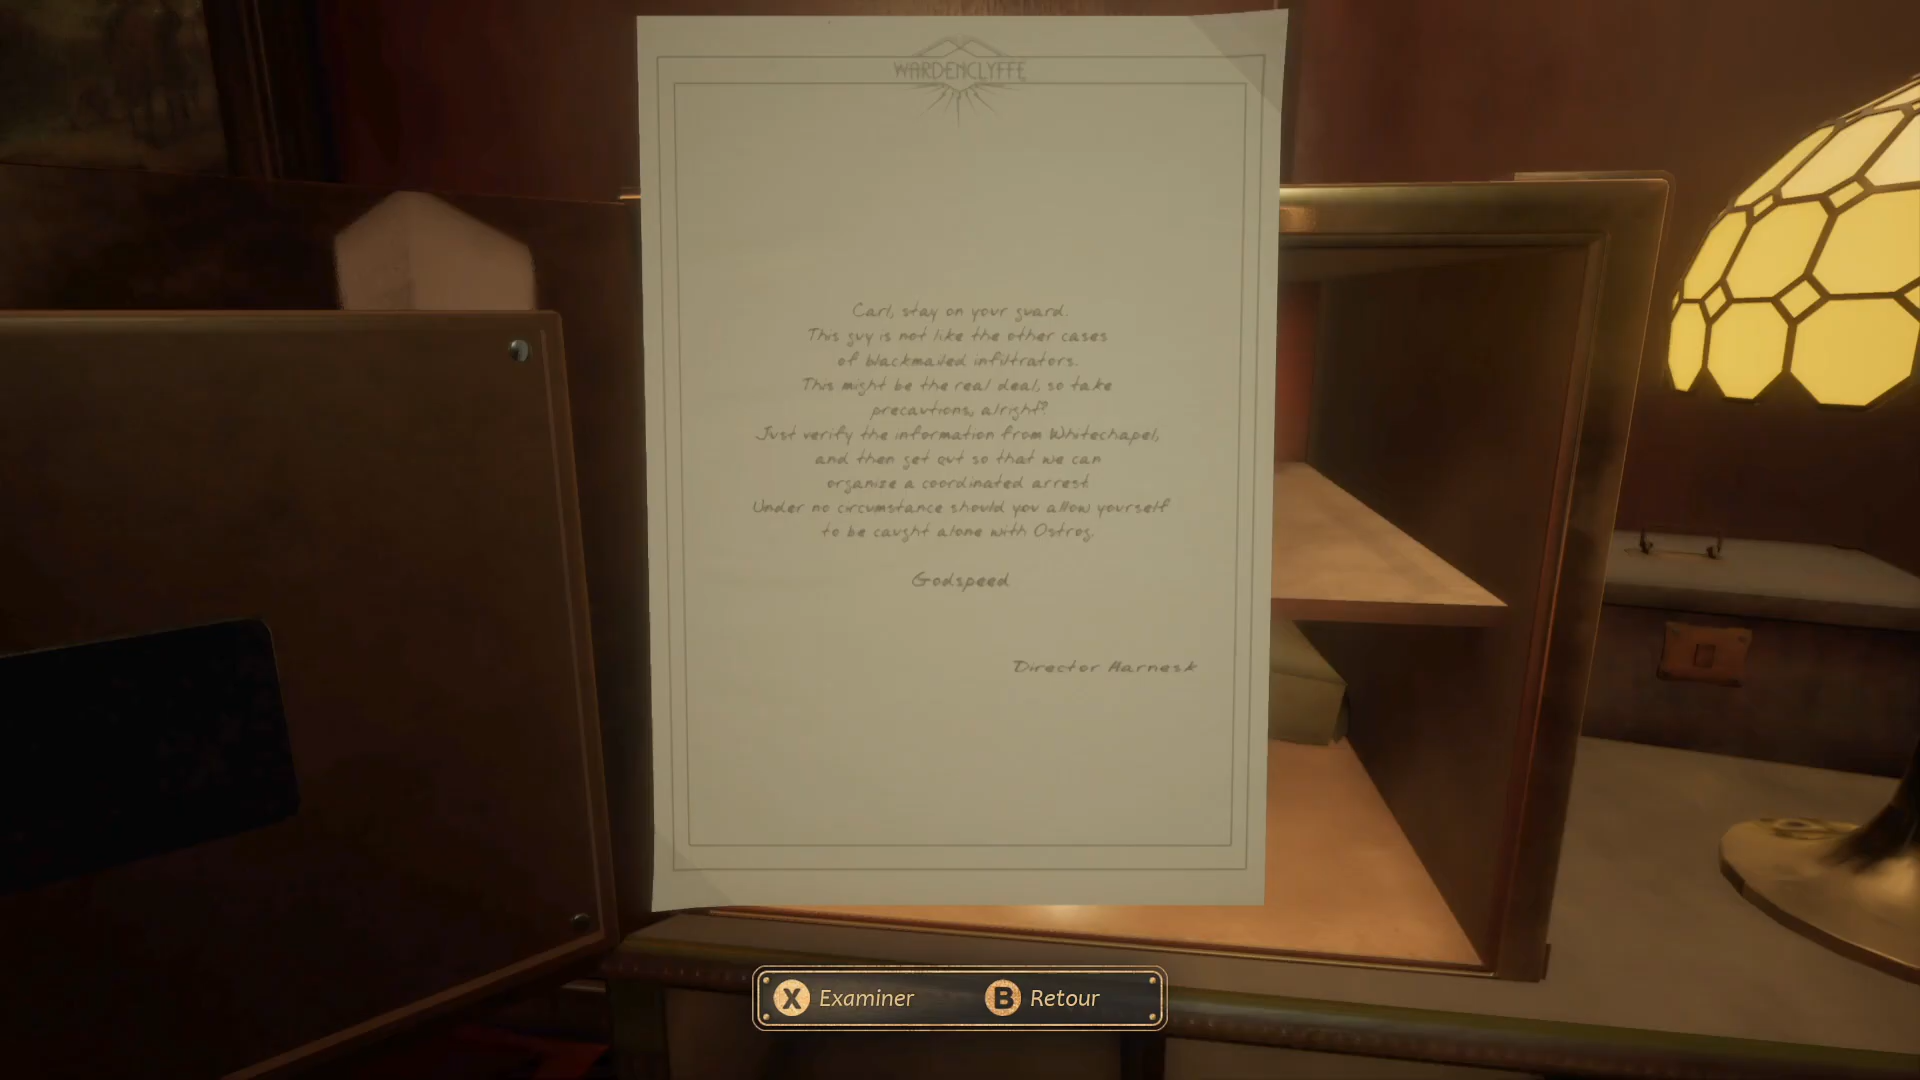 WARDENCLYFFE
Carl, stay on your guard.
This guy is not like the other cases
of blackmailed infiltrators.
This might be the real deal, so take
precautions, alright?
Just verify the information from Whitechapel,
and then get out so that we can
organize a coordinated arrest
Under no circumstance should you allow yourself
to be caught alone with Ostrog.
Godspeed
Director Harnesk
X Examiner B Retour